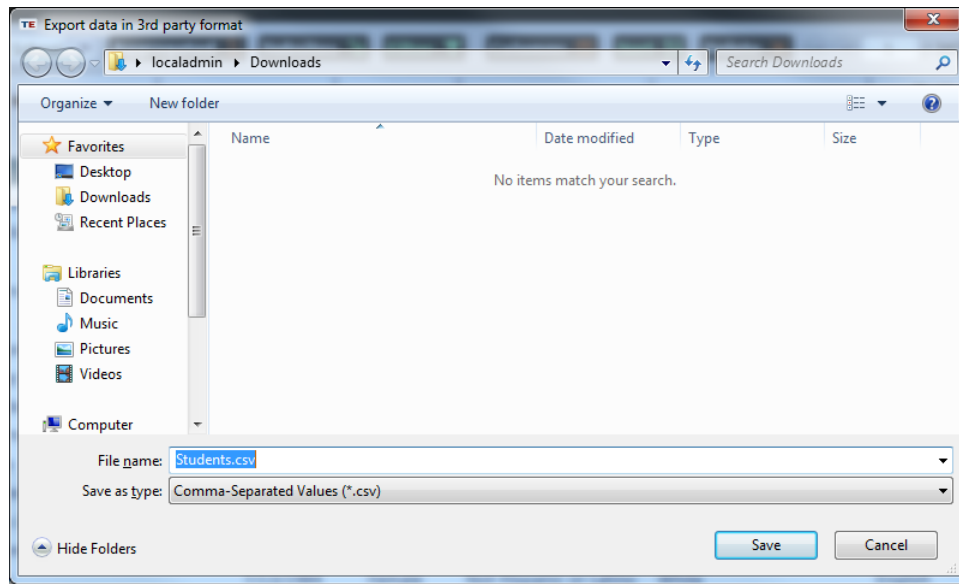 TE Export data in 3rd party format
localadmin Downloads Search Downloads
Organize New folder
Name Date modified Type Size
No items match your search.
Favorites
Desktop
Downloads
Recent Places
Libraries
Documents
Music
Pictures
Videos
Computer
File name: Students.csv
Save as type: Comma-Separated Values (*.csv)
Hide Folders Save Cancel